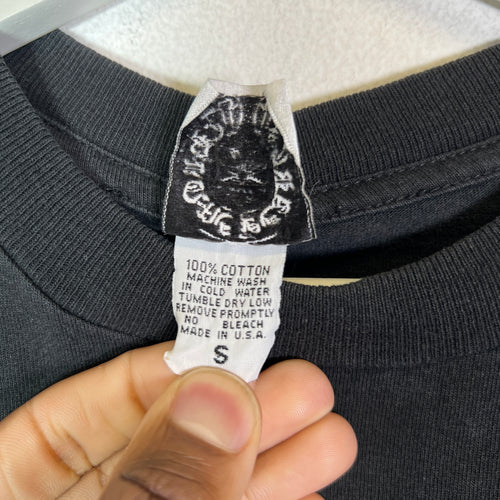 100% COTTON
MACHINE WASH
IN COLD WATER
TUMBLE DRY LOW
REMOVE PROMPTLY
NO BLEACH
MADE IN U.S.A.
S